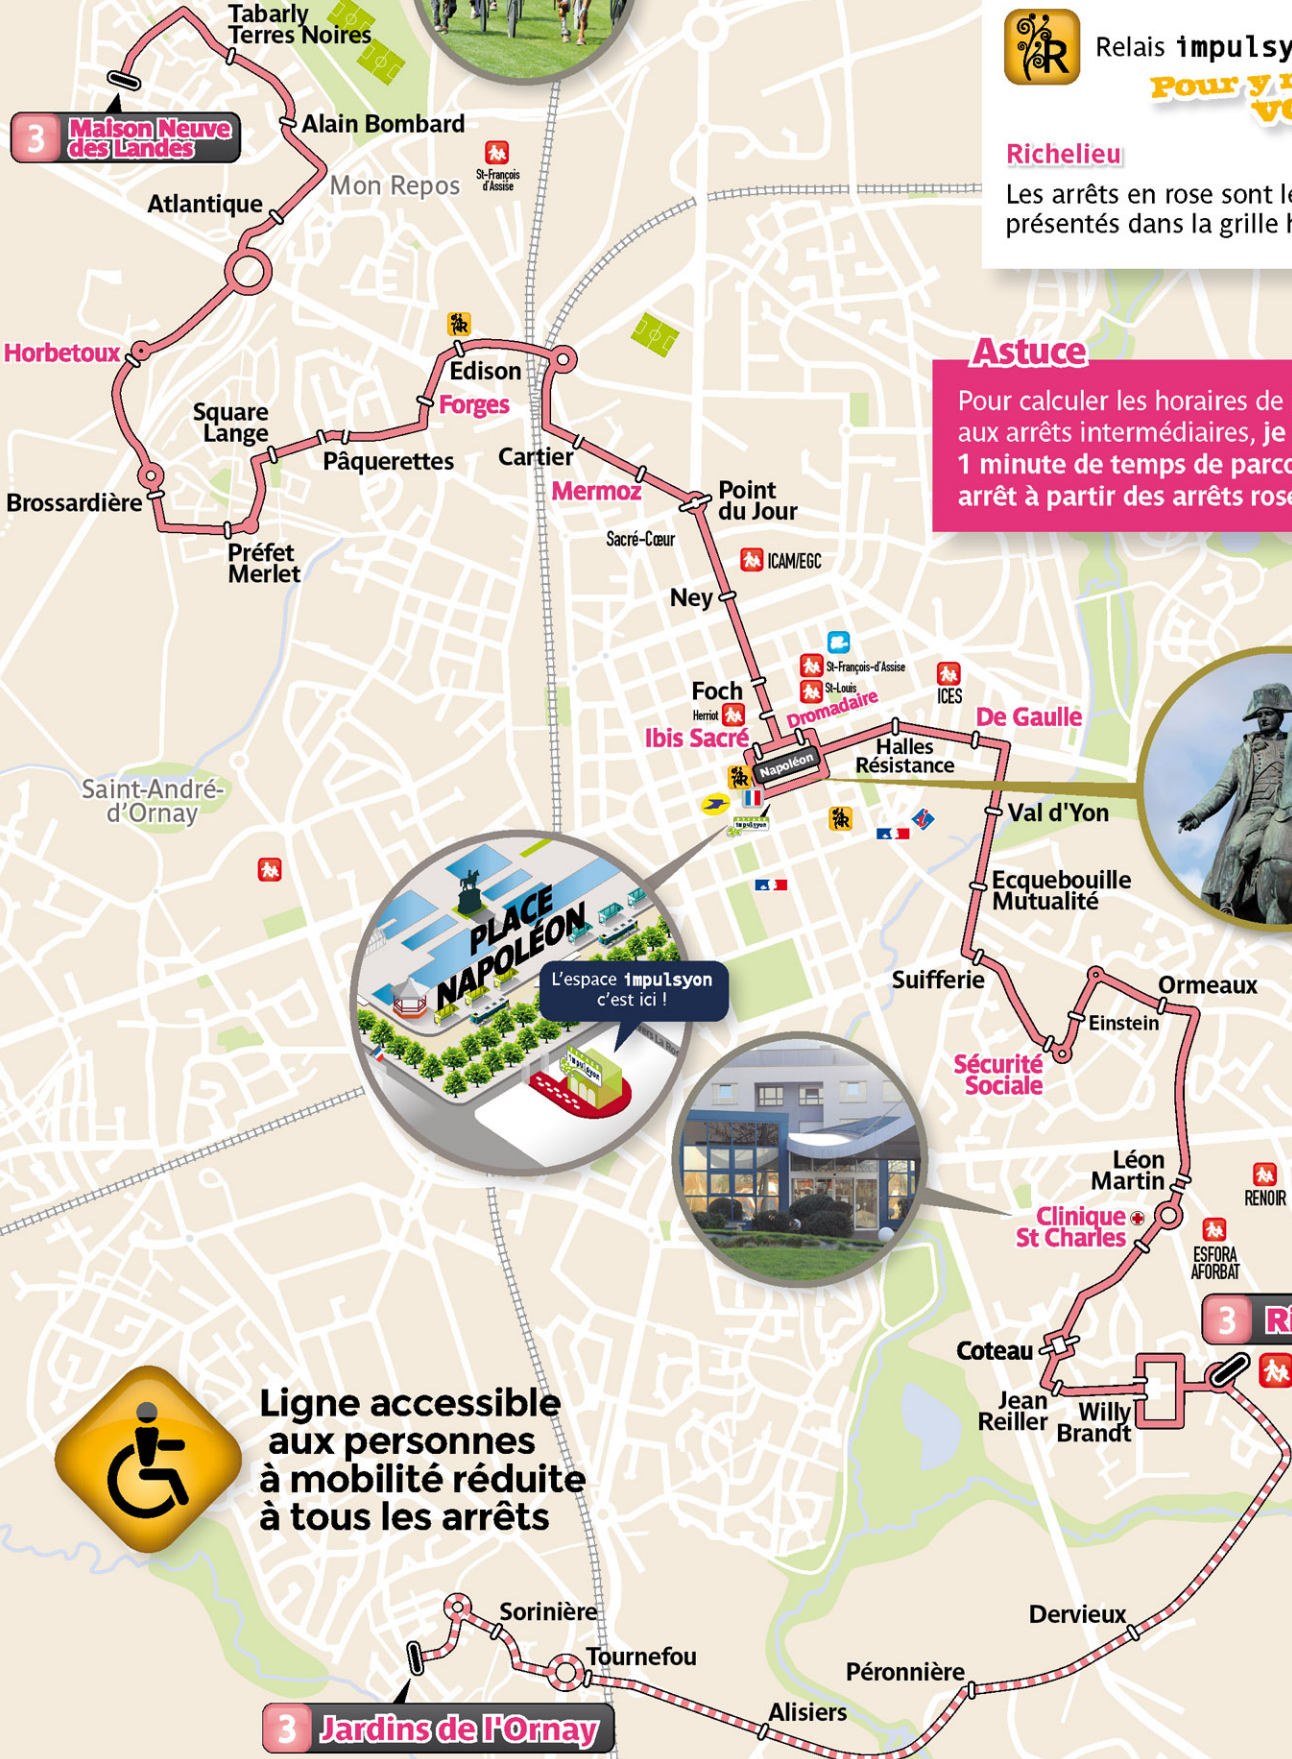 Tabarly
Terres Noires
R
Relais impulsy
Pour y
3
Maison Neuve
des Landes
Alain Bombard
St-François
d'Assise
Mon Repos
Atlantique
Richelieu
Les arrêts en rose sont
présentés dans la grille
Horbetoux
R
Edison
Forges
Square
Lange
Pâquerettes
Cartier
Mermoz
Brossardière
Préfet
Merlet
Point
du Jour
Sacré-Cœur
ICAM/EGC
Ney
Astuce
Pour calculer les horaires de
aux arrêts intermédiaires, je
1 minute de temps de parco
arrêt à partir des arrêts rose
Foch
Herriot
Ibis Sacré
St-François-d'Assise
St-Louis
Dromadaire
ICES
De Gaulle
Napoléon
Halles
Résistance
R
impulsyon
R
Saint-André-
d'Ornay
Val d'Yon
Ecquebouille
Mutualité
PLACE
NAPOLÉON
L'espace impulsyon
c'est ici !
impulsyon
vers La Ro
Suifferie
Ormeaux
Einstein
Sécurité
Sociale
Léon
Martin
Clinique
St Charles
RENOIR
ESFORA
AFORBAT
3
Ri
Coteau
Jean
Reiller
Willy
Brandt
Ligne accessible
aux personnes
à mobilité réduite
à tous les arrêts
Sorinière
Tournefou
Dervieux
Péronnière
Alisiers
3
Jardins de l'Ornay